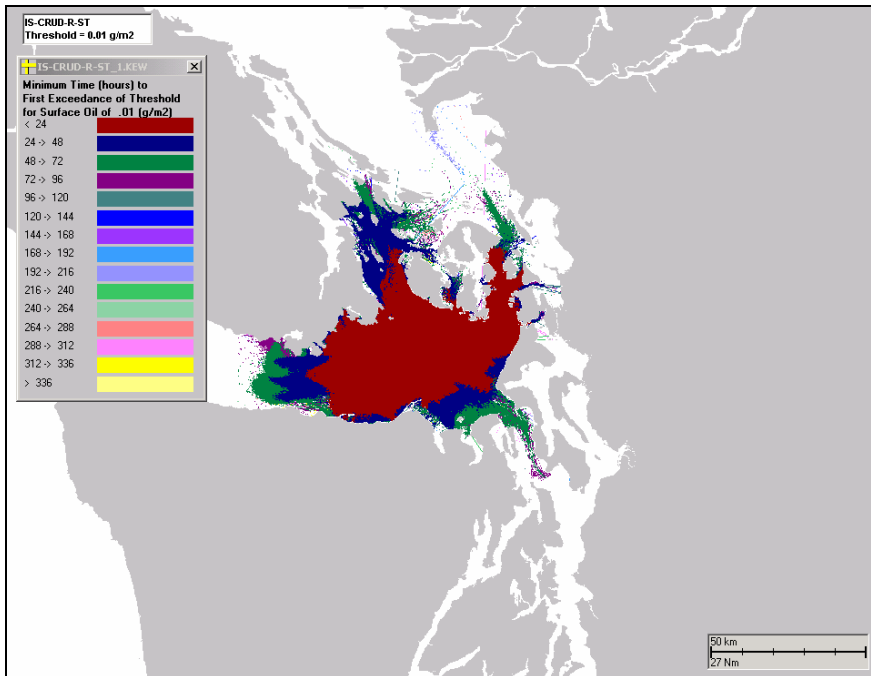 IS-CRUD-R-ST
Threshold = 0.01 g/m2
IS-CRUD-R-ST_1.KEW
Minimum Time (hours) to
First Exceedance of Threshold
for Surface Oil of .01 (g/m2)
< 24
24 -> 48
48 -> 72
72 -> 96
96 -> 120
120 -> 144
144 -> 168
168 -> 192
192 -> 216
216 -> 240
240 -> 264
264 -> 288
288 -> 312
312 -> 336
> 336
50 km
27 Nm